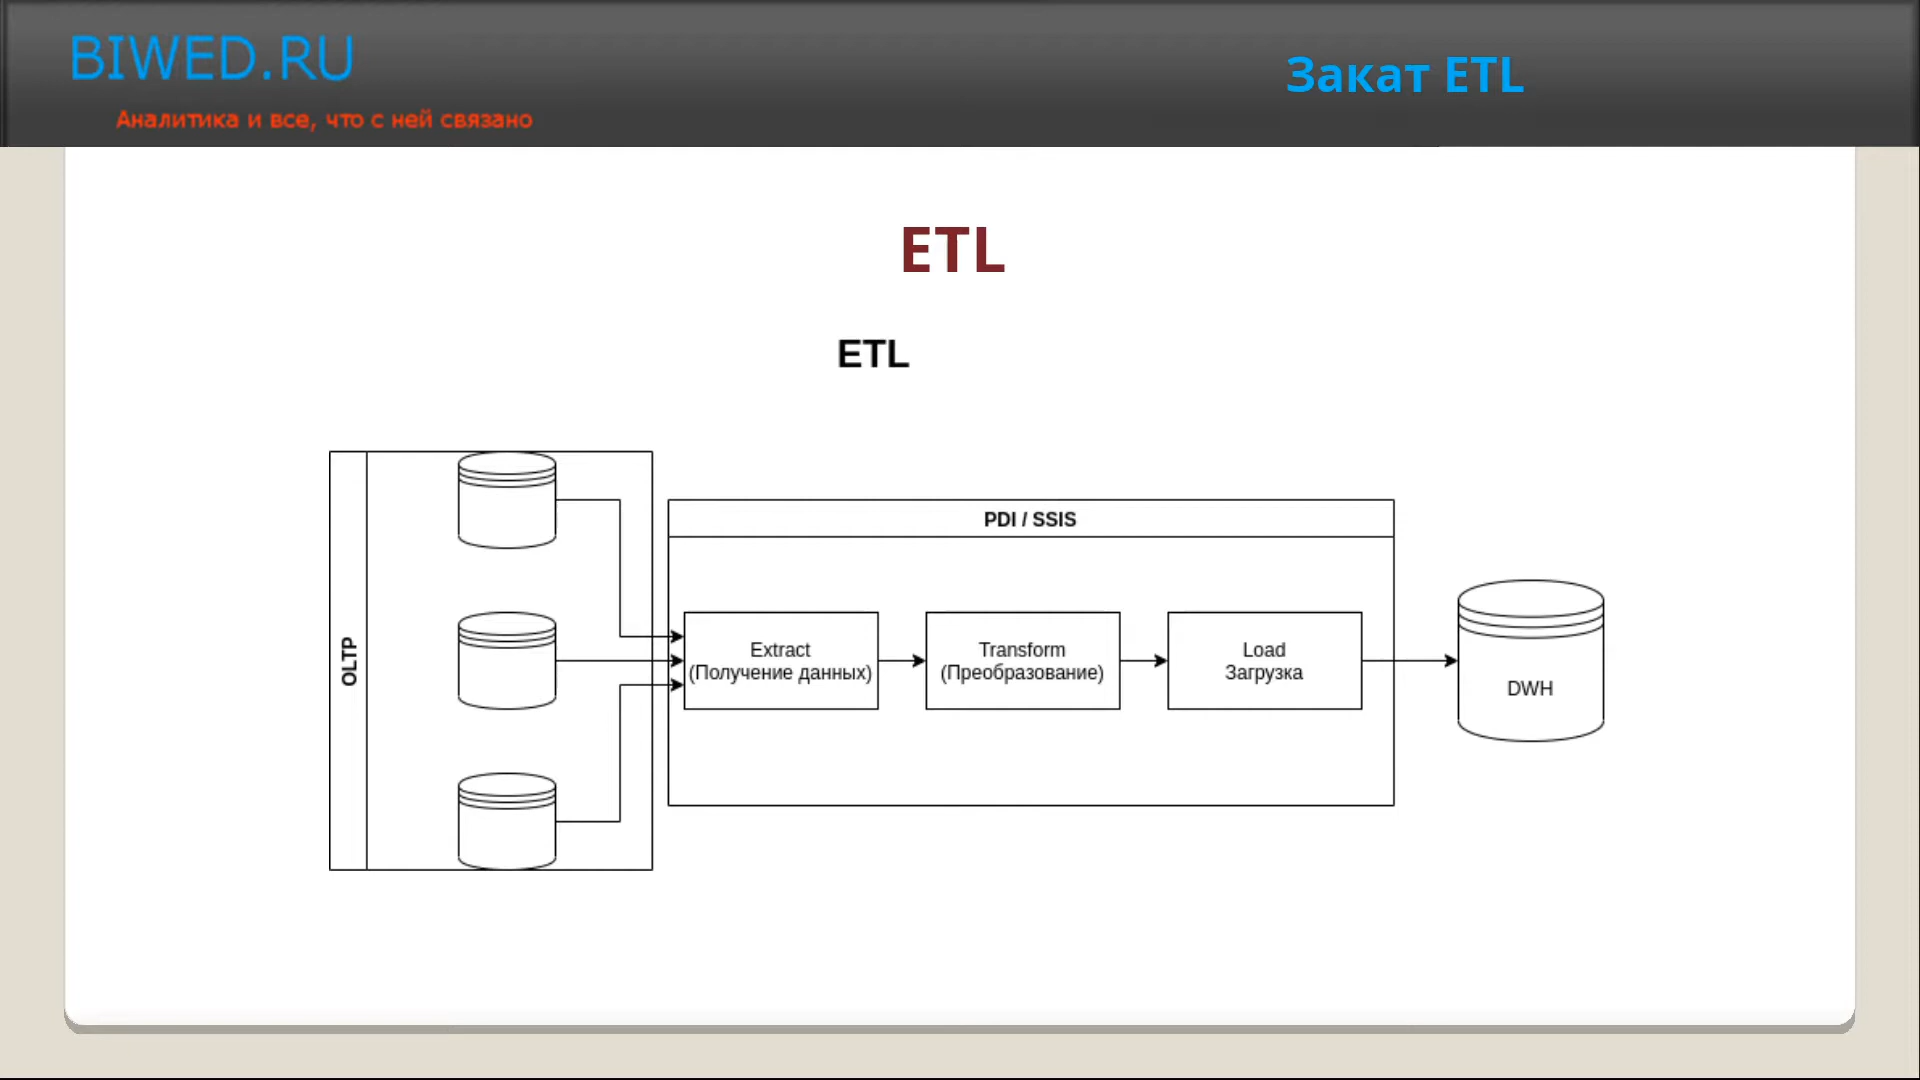 BIWED.RU
Аналитика и все, что с ней связано
Закат ETL
ETL
ETL
OLTP
PDI / SSIS
Extract
(Получение данных)
Transform
(Преобразование)
Load
Загрузка
DWH